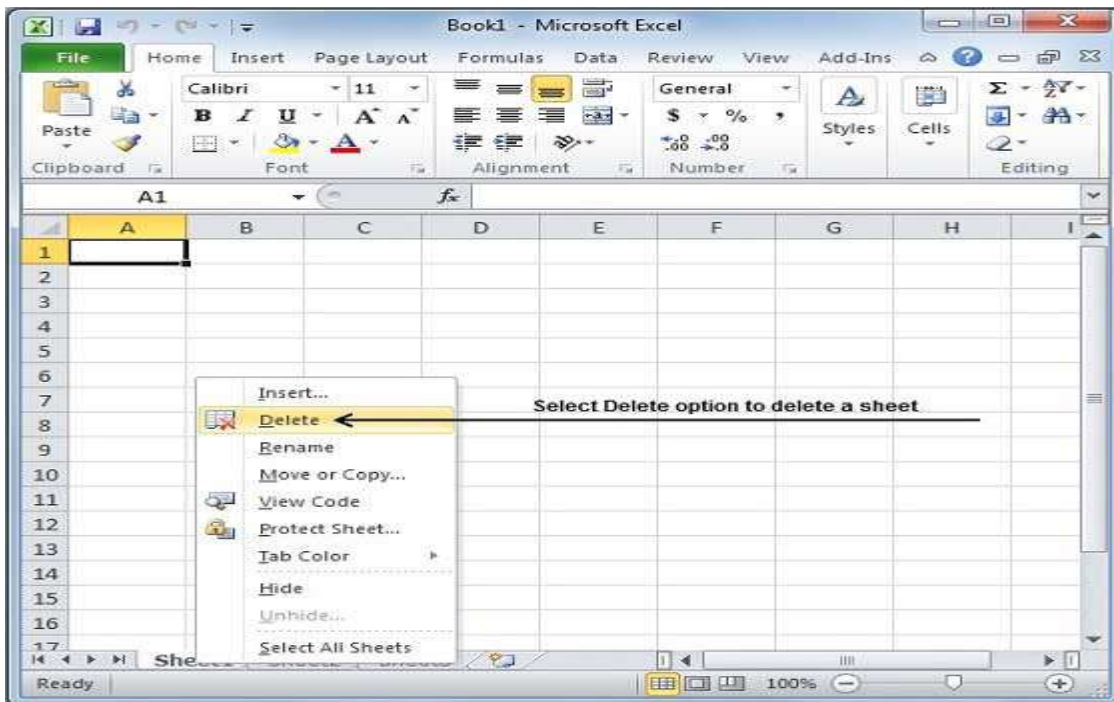 Book1 - Microsoft Excel
File Home Insert Page Layout Formulas Data Review View Add-Ins
Calibri 11 General
B I U A A $ % ,
Paste Styles Cells
Clipboard Font Alignment Number Editing
A1 fx
A B C D E F G H I
1
2
3
4
5
6
7
8
9
10
11
12
13
14
15
16
17
Insert...
Delete
Select Delete option to delete a sheet
Rename
Move or Copy...
View Code
Protect Sheet...
Tab Color
Hide
Unhide...
Select All Sheets
Ready 100%